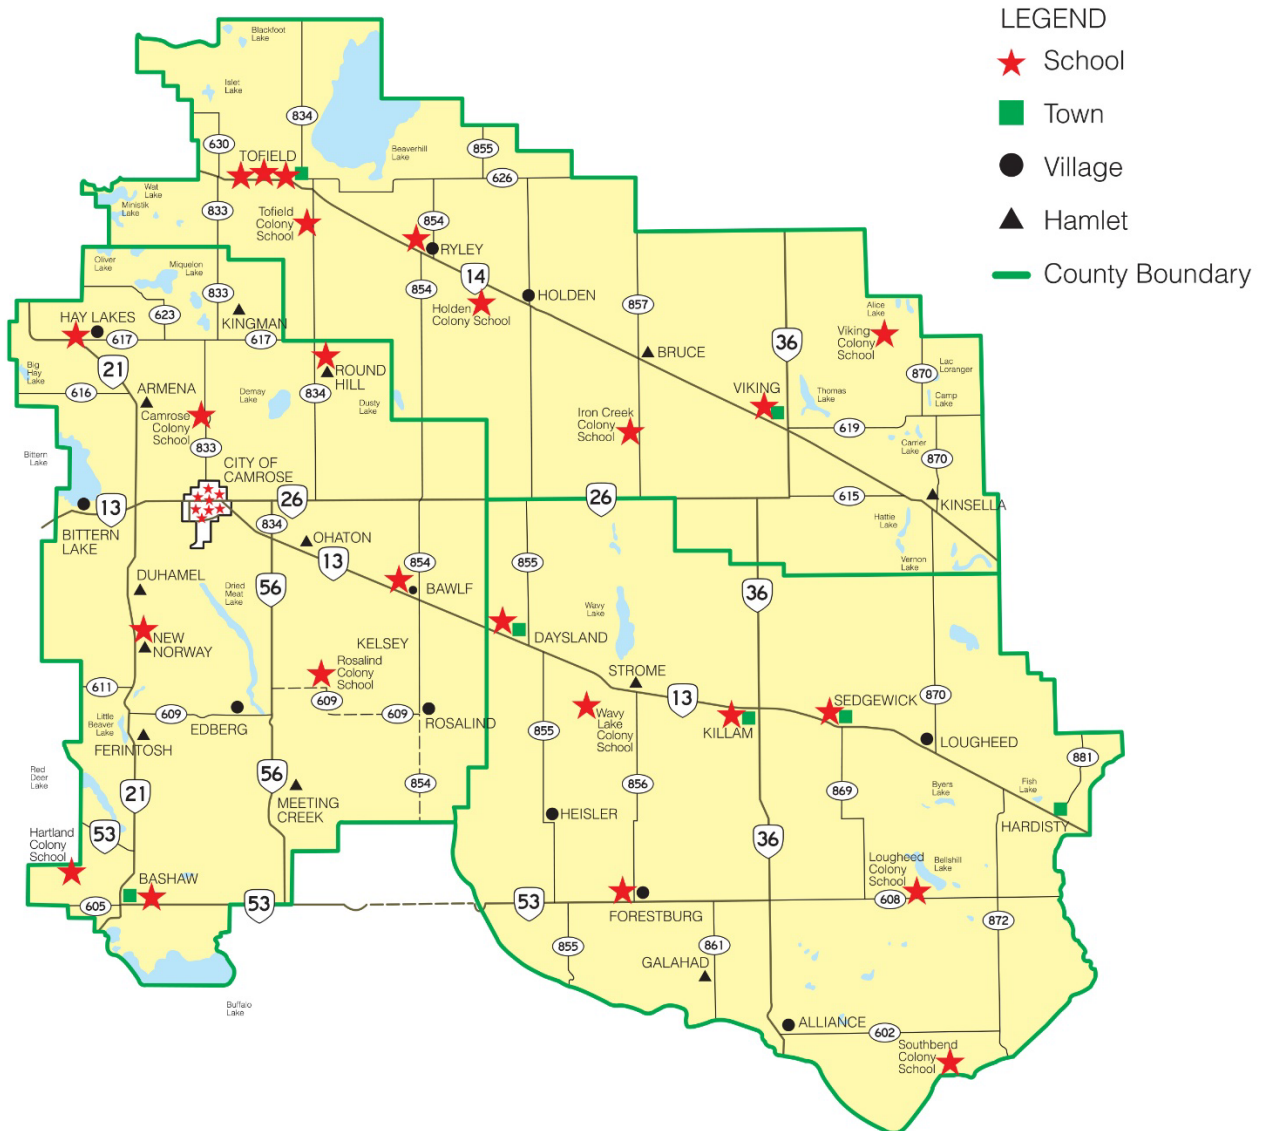 LEGEND
School
Town
Village
Hamlet
County Boundary
Blackfoot
Lake
Islet
Lake
834
630
TOFIELD
Beaverhill
Lake
855
626
Wat
Lake
Ministik
Lake
833
Tofield
Colony
School
854
RYLEY
14
Oliver
Lake
Miquelon
Lake
833
854
HOLDEN
Holden
Colony School
857
623
KINGMAN
HAY LAKES
617
617
Alice
Lake
Viking
Colony
School
36
BRUCE
21
Big
Hay
Lake
ROUND
HILL
Lac
Loranger
870
616
ARMENA
Demay
Lake
834
Dusty
Lake
VIKING
Thomas
Lake
Camp
Lake
Camrose
Colony
School
Iron Creek
Colony
School
619
833
Carrier
Lake
870
Bittern
Lake
CITY OF
CAMROSE
26
26
615
KINSELLA
13
834
Hattie
Lake
BITTERN
LAKE
OHATON
13
854
855
Vernon
Lake
DUHAMEL
Dried
Meat
Lake
56
BAWLF
36
Wavy
Lake
NEW
NORWAY
KELSEY
DAYSLAND
Rosalind
Colony
School
STROME
611
609
609
609
13
SEDGEWICK
870
Little
Beaver
Lake
EDBERG
ROSALIND
Wavy
Lake
Colony
School
855
KILLAM
LOUGHEED
FERINTOSH
881
Red
Deer
Lake
56
854
856
869
Byers
Lake
Fish
Lake
21
MEETING
CREEK
HEISLER
HARDISTY
53
36
Hartland
Colony
School
Lougheed
Colony
School
Bellshill
Lake
BASHAW
605
53
53
608
FORESTBURG
872
855
861
GALAHAD
Buffalo
Lake
ALLIANCE
602
Southbend
Colony
School